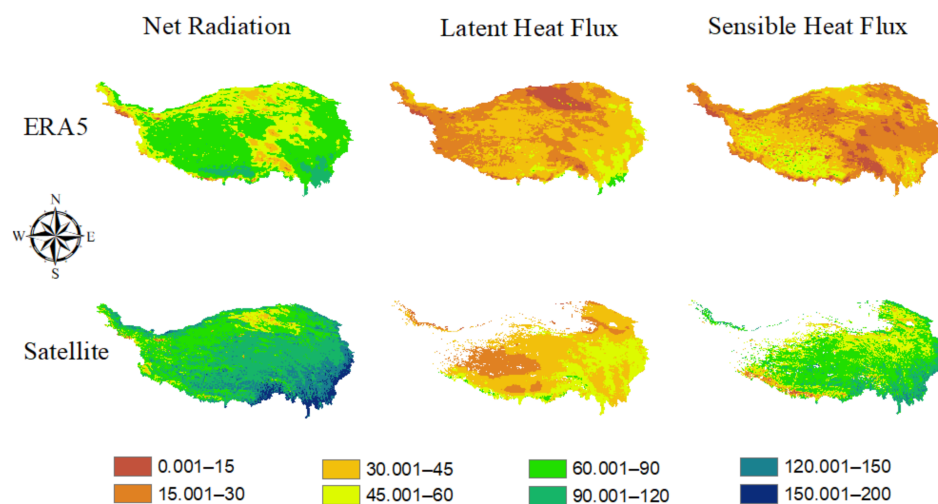 Net Radiation
Latent Heat Flux
Sensible Heat Flux
ERA5
N
W
E
S
Satellite
0.001–15
30.001–45
60.001–90
120.001–150
15.001–30
45.001–60
90.001–120
150.001–200